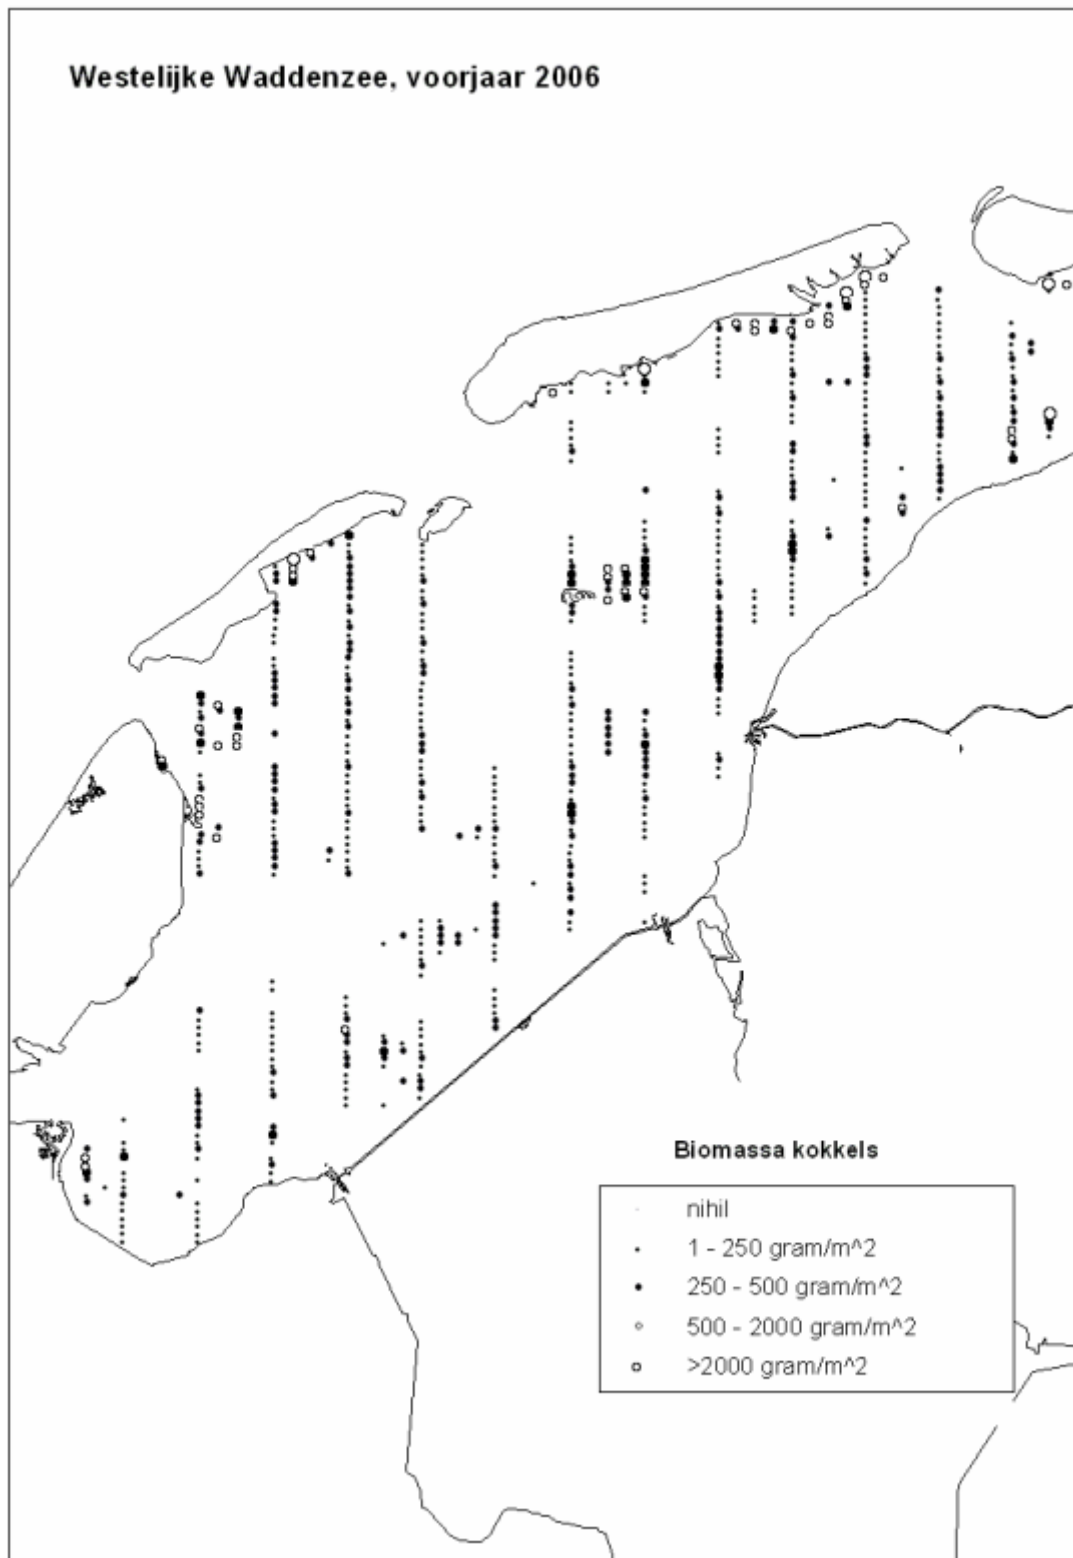 Westelijke Waddenzee, voorjaar 2006
Biomassa kokkels
nihil
1 - 250 gram/m^2
250 - 500 gram/m^2
500 - 2000 gram/m^2
>2000 gram/m^2